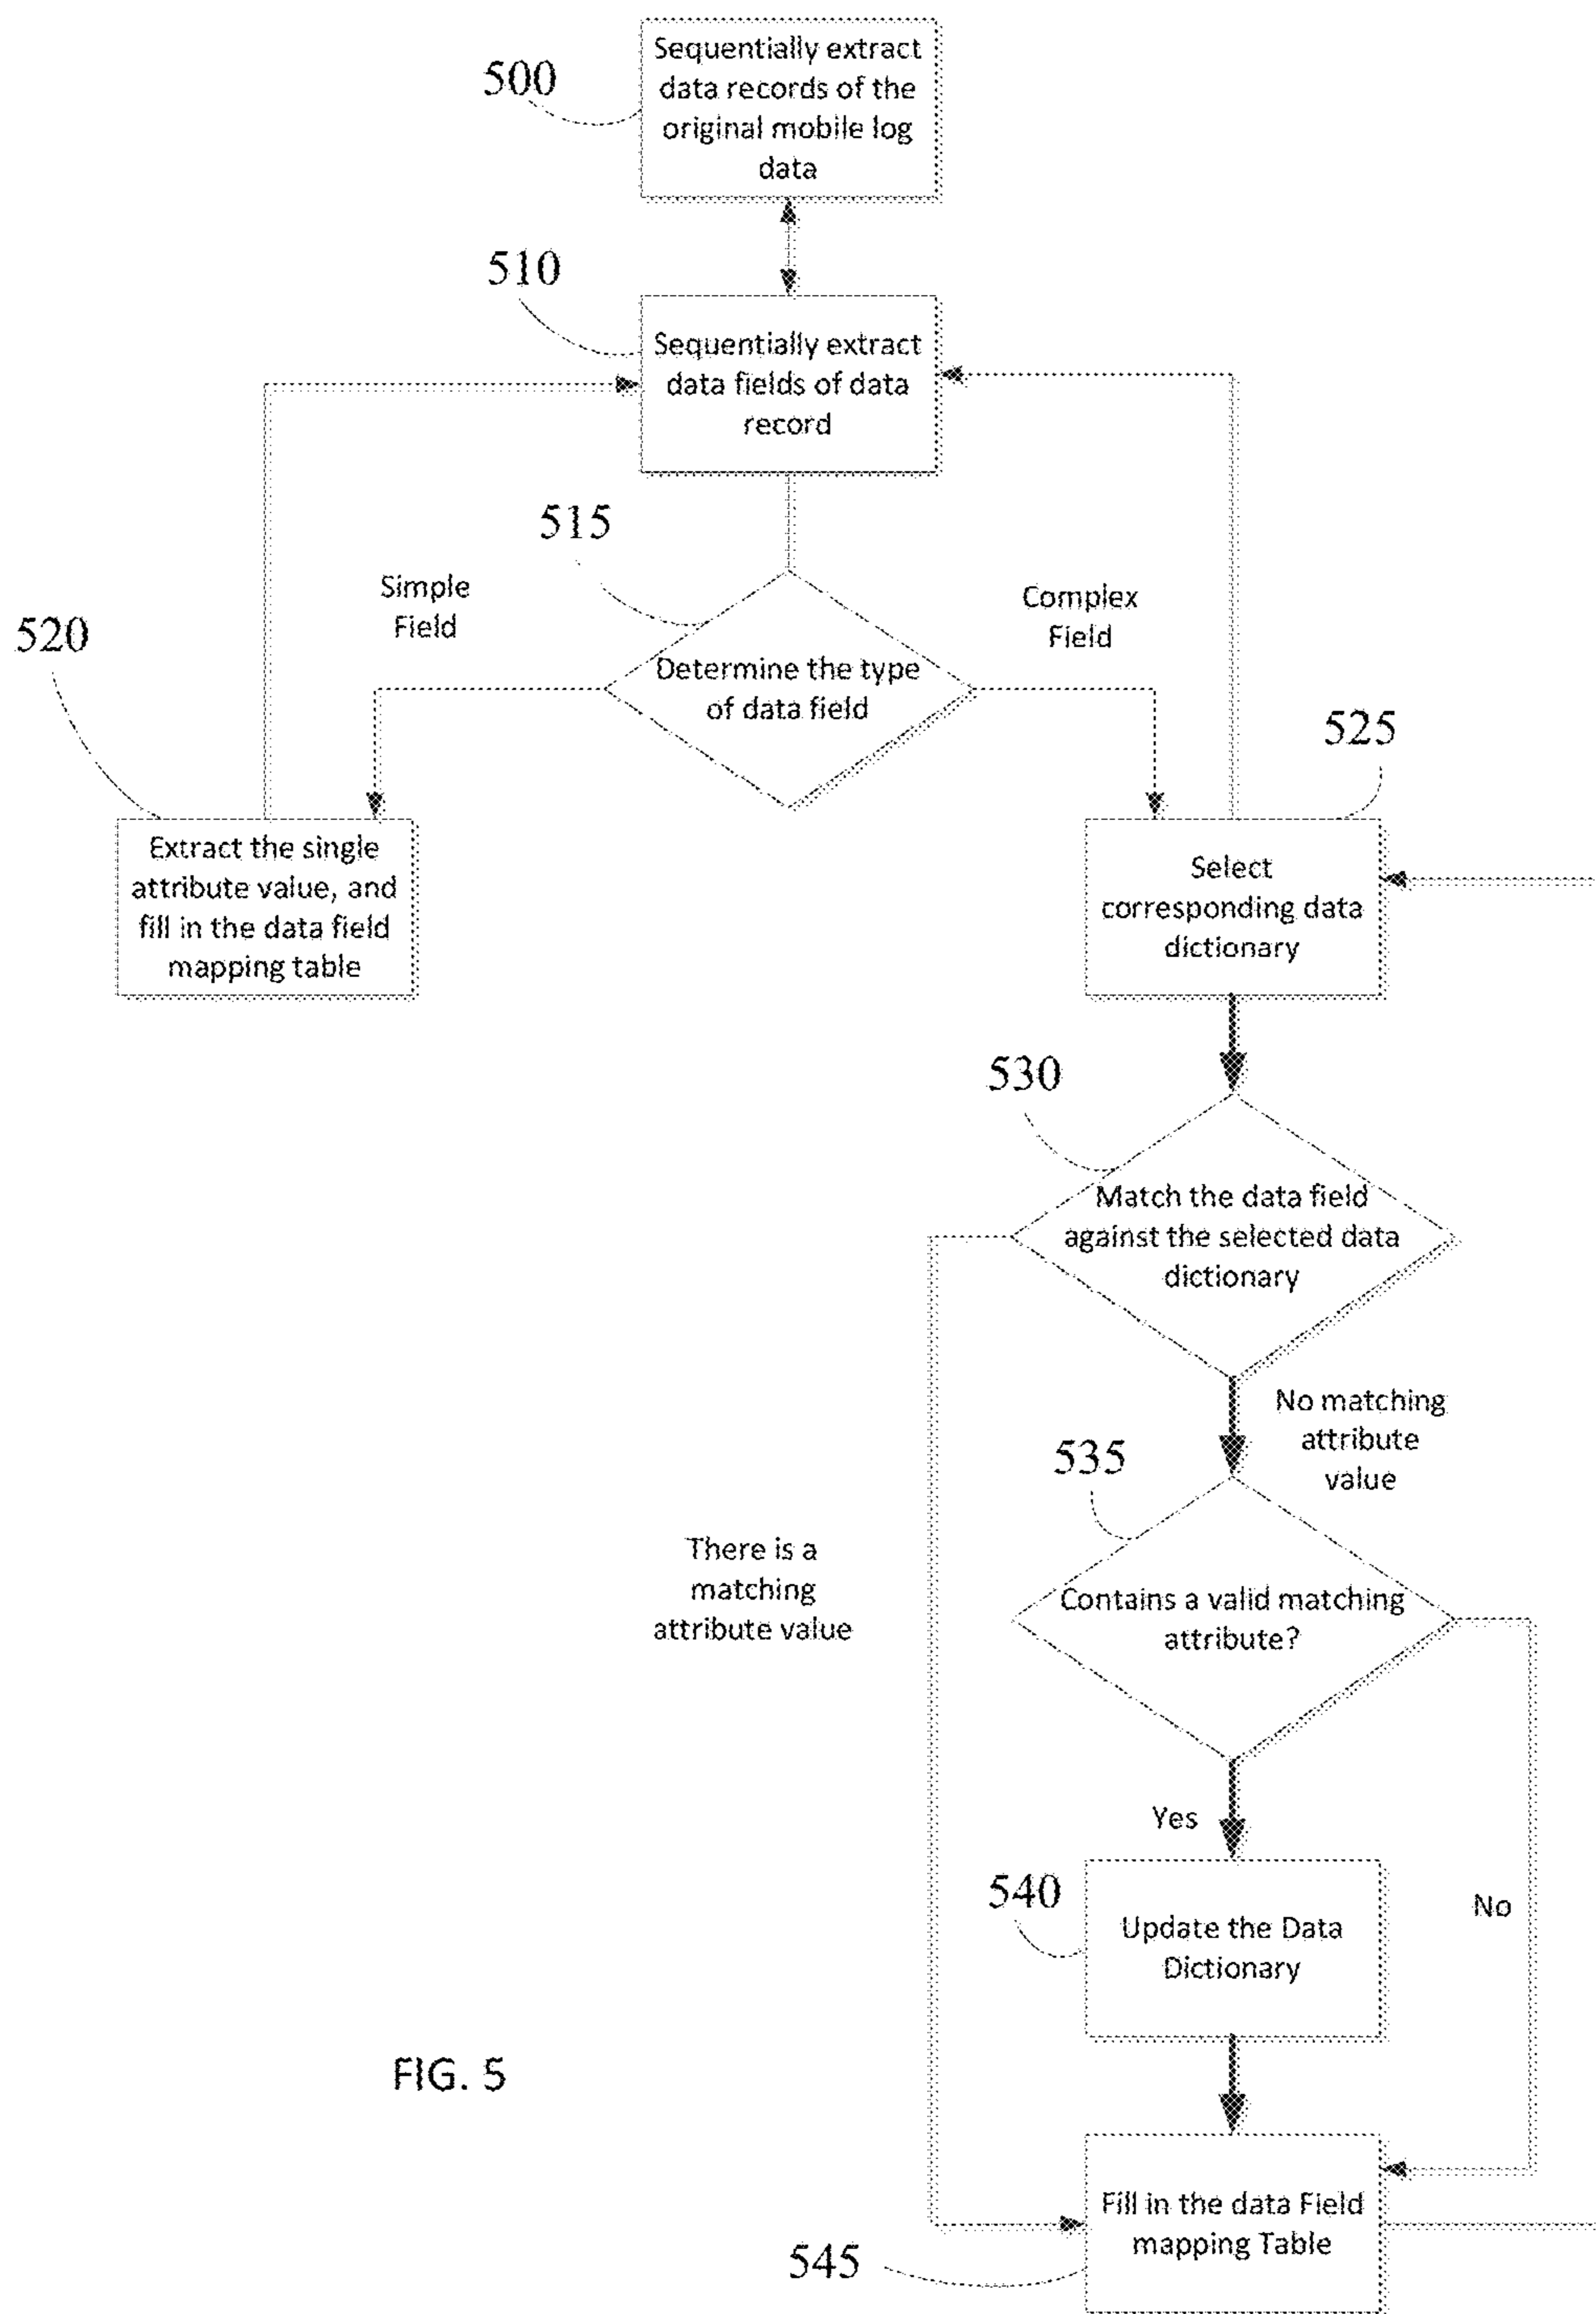 500
Sequentially extract
data records of the
original mobile log
data
510
Sequentially extract
data fields of data
record
515
Simple
Field
Complex
Field
520
Determine the type
of data field
525
Extract the single
attribute value, and
fill in the data field
mapping table
Select
corresponding data
dictionary
530
Match the data field
against the selected data
dictionary
No matching
attribute
value
535
There is a
matching
attribute value
Contains a valid matching
attribute?
Yes
No
540
Update the Data
Dictionary
FIG. 5
Fill in the data Field
mapping Table
545